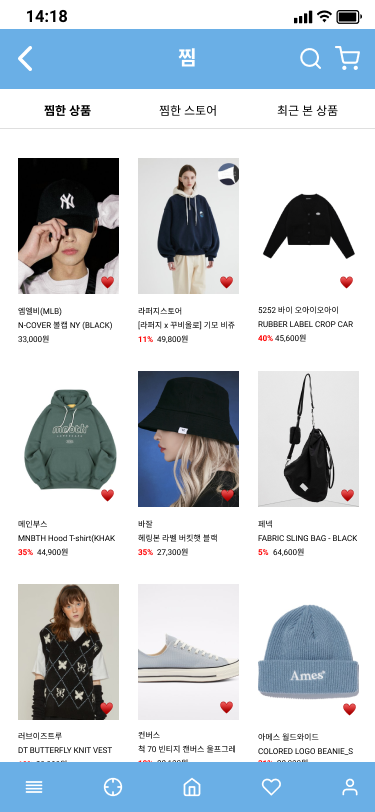 14:18
찜
찜한 상품
찜한 스토어
최근 본 상품
엠엘비(MLB)
N-COVER 볼캡 NY (BLACK)
33,000원
라퍼지스토어
[라퍼지 x 꾸비올로] 기모 비쥬
11% 49,800원
5252 바이 오아이오아이
RUBBER LABEL CROP CAR
40% 45,600원
mnbth
메인부스
MNBTH Hood T-shirt(KHAK
35% 44,900원
바잘
헤링본 라벨 버킷햇 블랙
35% 27,300원
페넥
FABRIC SLING BAG - BLACK
5% 64,600원
러브이즈트루
DT BUTTERFLY KNIT VEST
컨버스
척 70 빈티지 캔버스 울프그레
Ames
아메스 월드와이드
COLORED LOGO BEANIE_S